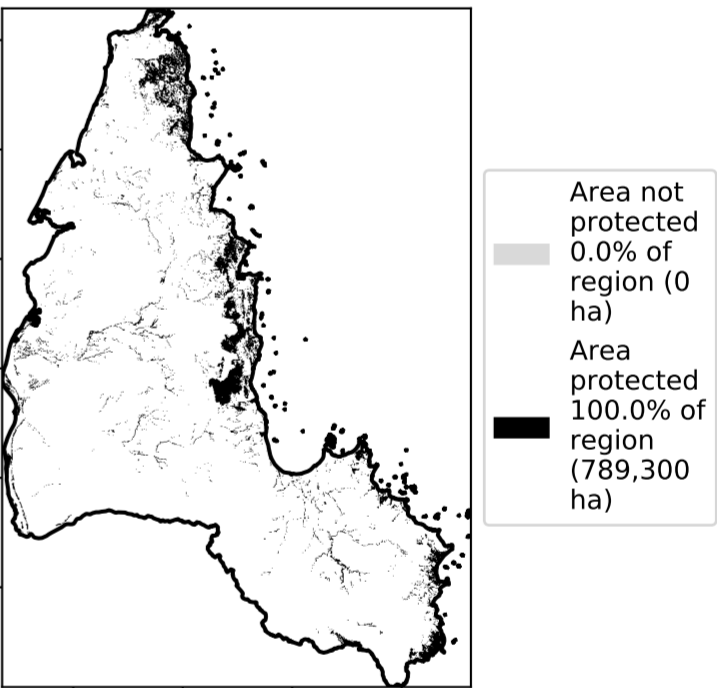 Area not
protected
0.0% of
region (0
ha)
Area
protected
100.0% of
region
(789,300
ha)